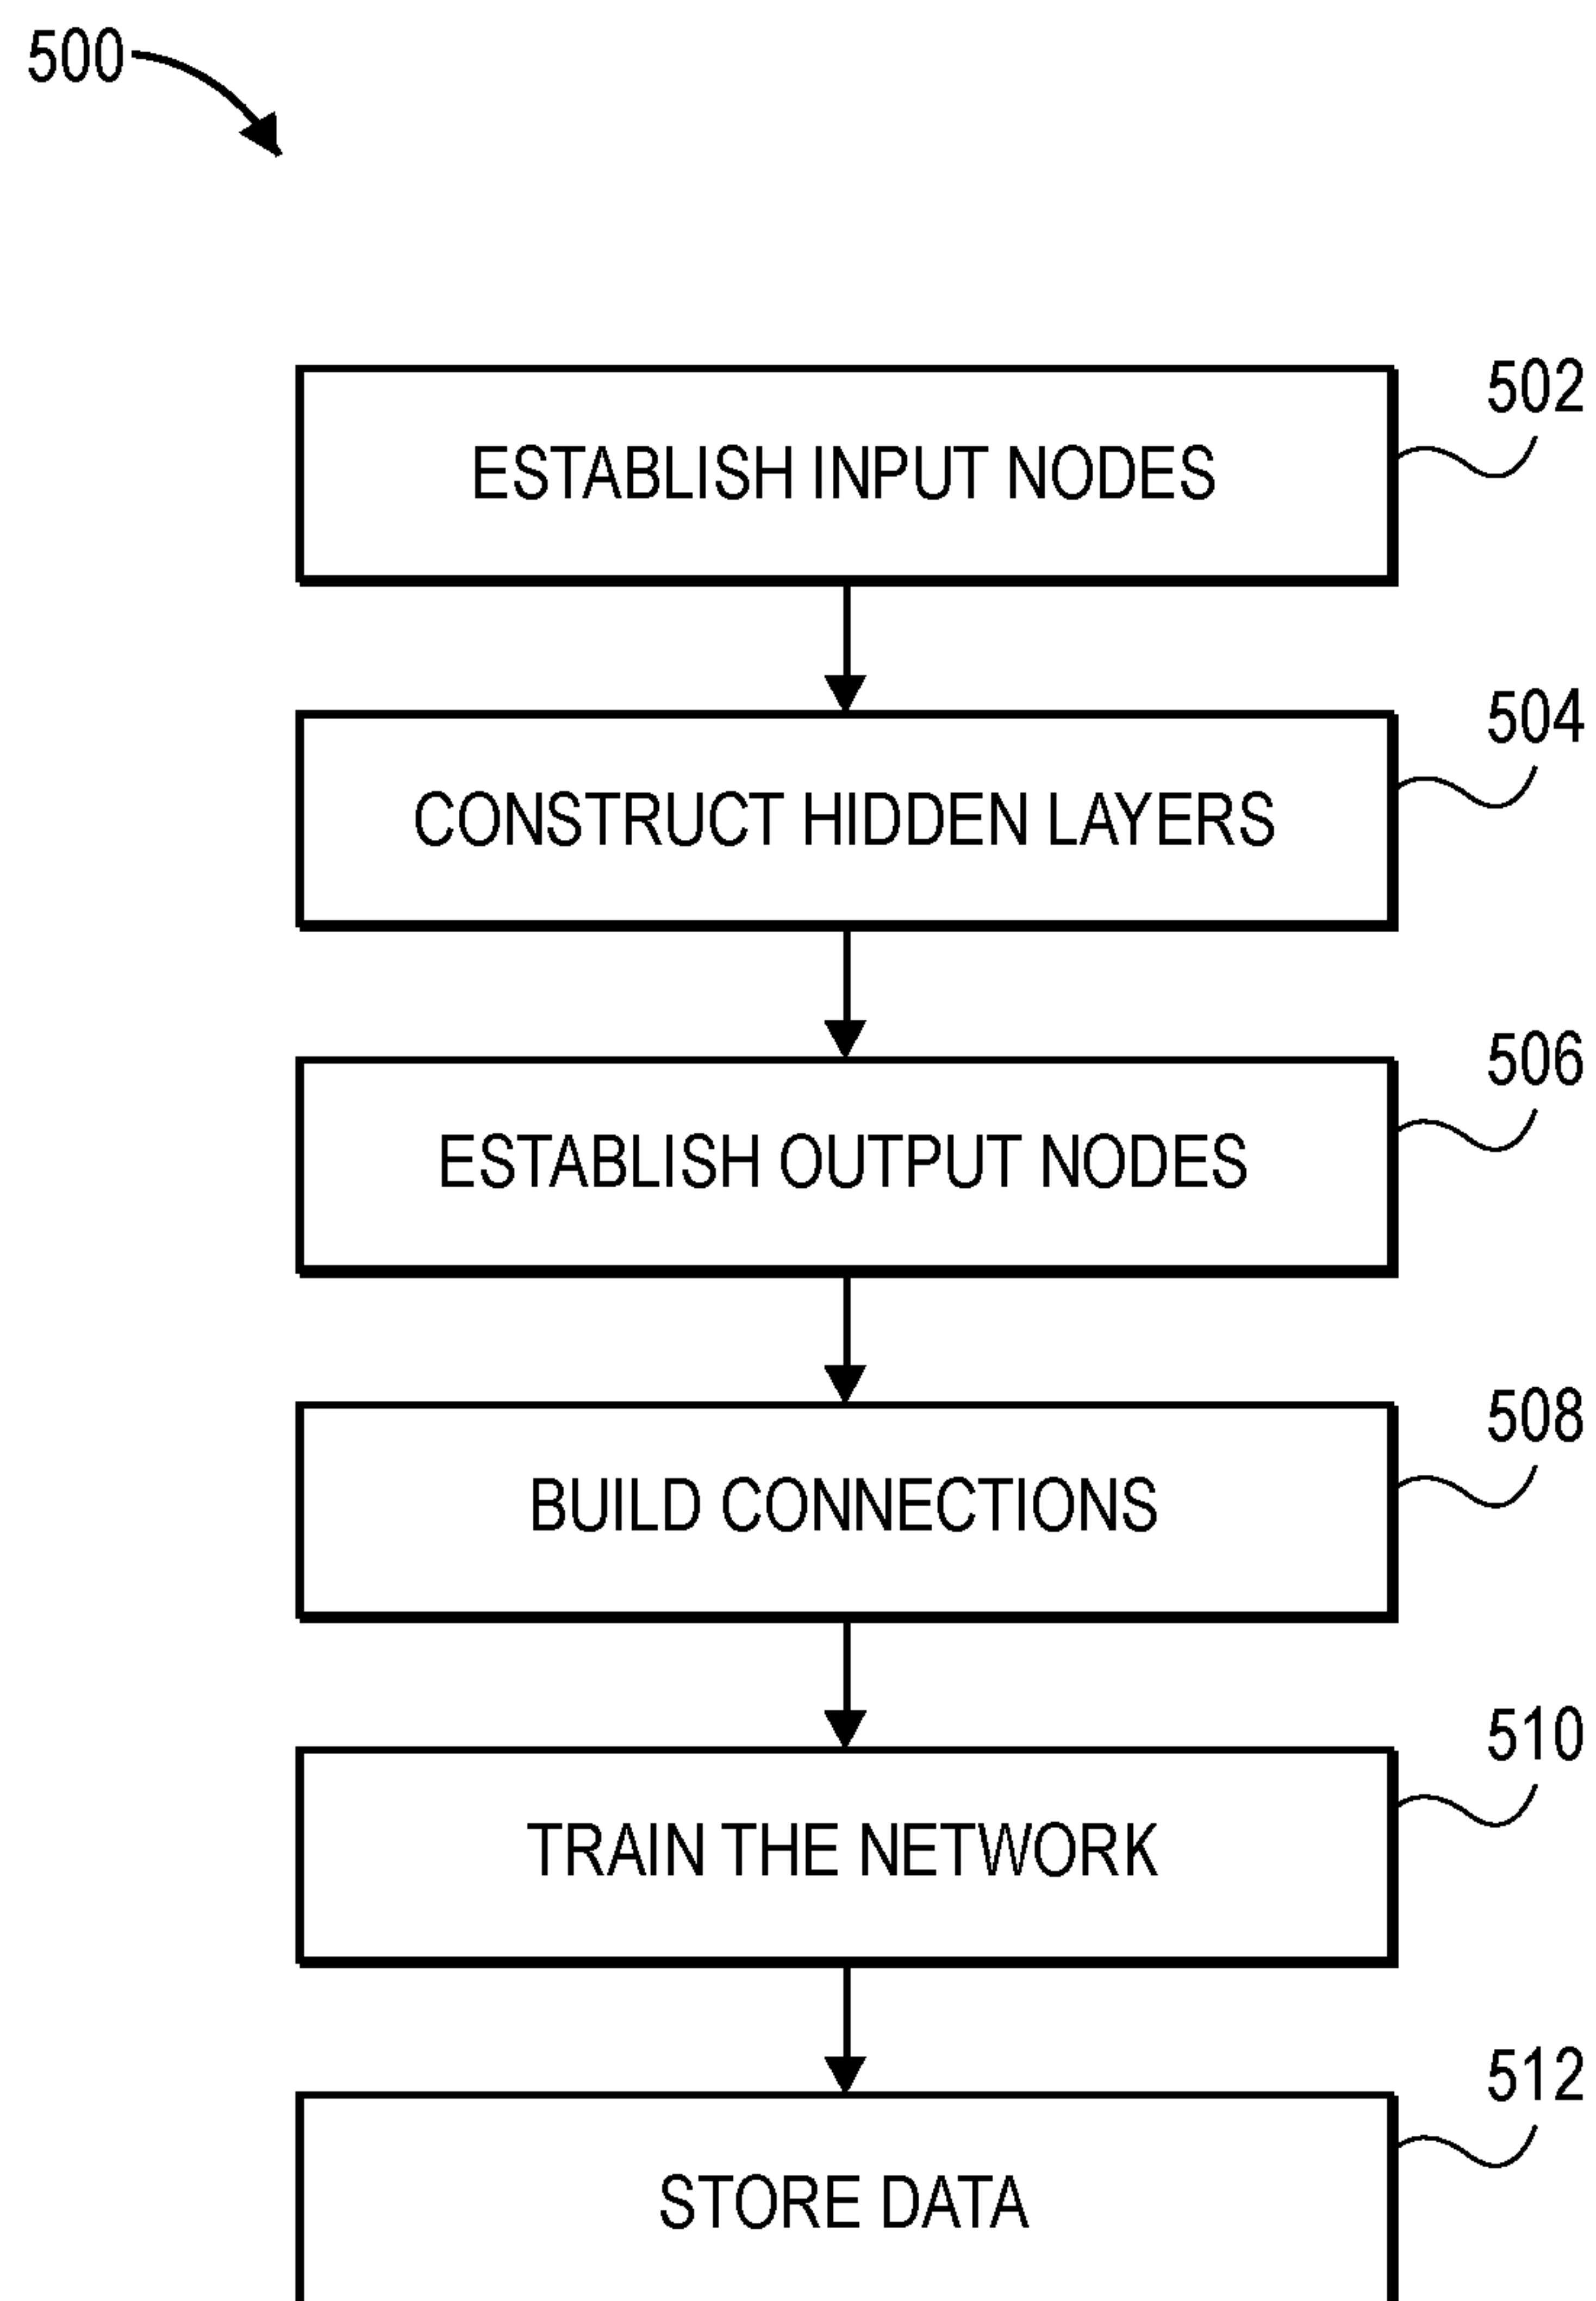 500
502
ESTABLISH INPUT NODES
504
CONSTRUCT HIDDEN LAYERS
506
ESTABLISH OUTPUT NODES
508
BUILD CONNECTIONS
510
TRAIN THE NETWORK
512
STORE DATA